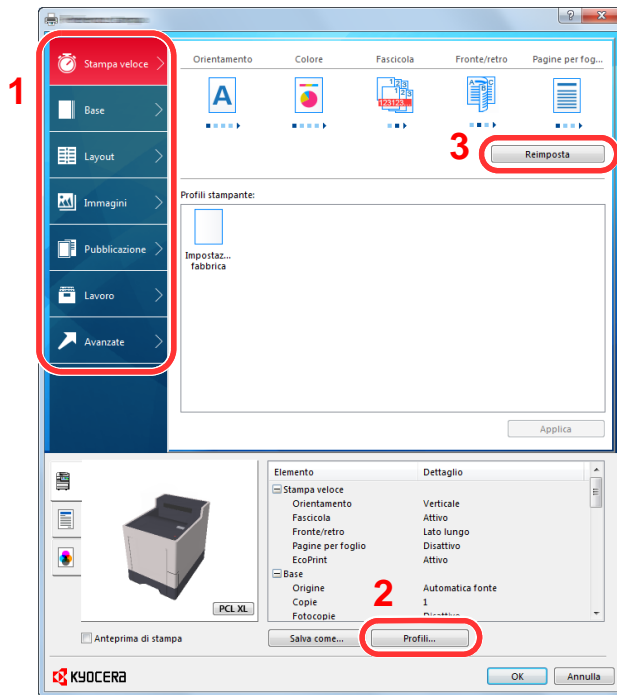 1
Stampa veloce
Base
Layout
Immagini
Pubblicazione
Lavoro
Avanzate
Orientamento Colore Fascicola Fronte/retro Pagine per fog...
3
Reimposta
Profili stampante:
Impostaz...
fabbrica
Applica
Elemento Dettaglio
Stampa veloce
Orientamento Verticale
Fascicola Attivo
Fronte/retro Lato lungo
Pagine per foglio Disattivo
EcoPrint Attivo
Base
Origine Automatica fonte
Copie 1
Fotocopie
2
PCL XL
Anteprima di stampa
Salva come... Profili...
KYOCERA
OK Annulla